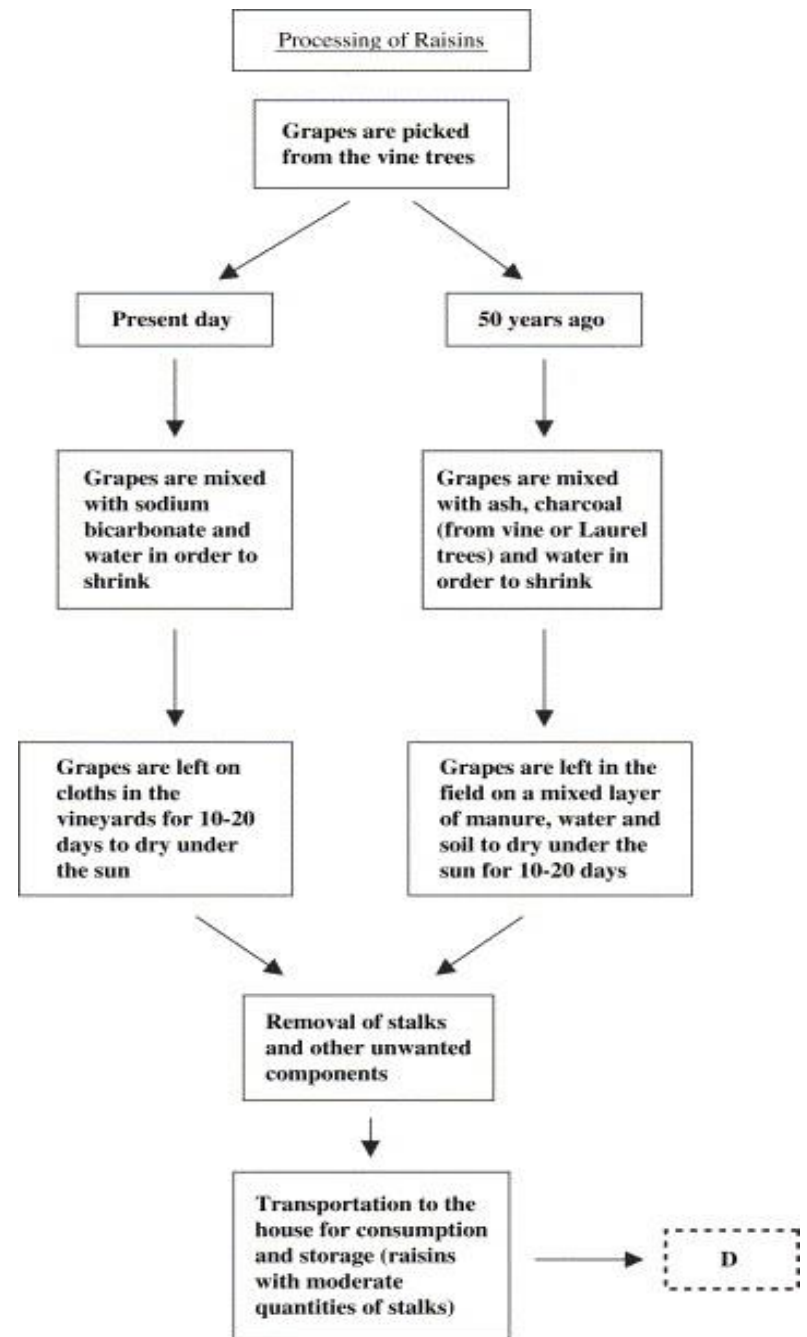 Processing of Raisins
Grapes are picked
from the vine trees
Present day
50 years ago
Grapes are mixed
with sodium
bicarbonate and
water in order to
shrink
Grapes are mixed
with ash, charcoal
(from vine or Laurel
trees) and water in
order to shrink
Grapes are left on
cloths in the
vineyards for 10-20
days to dry under
the sun
Grapes are left in the
field on a mixed layer
of manure, water and
soil to dry under the
sun for 10-20 days
Removal of stalks
and other unwanted
components
Transportation to the
house for consumption
and storage (raisins
with moderate
quantities of stalks)
D